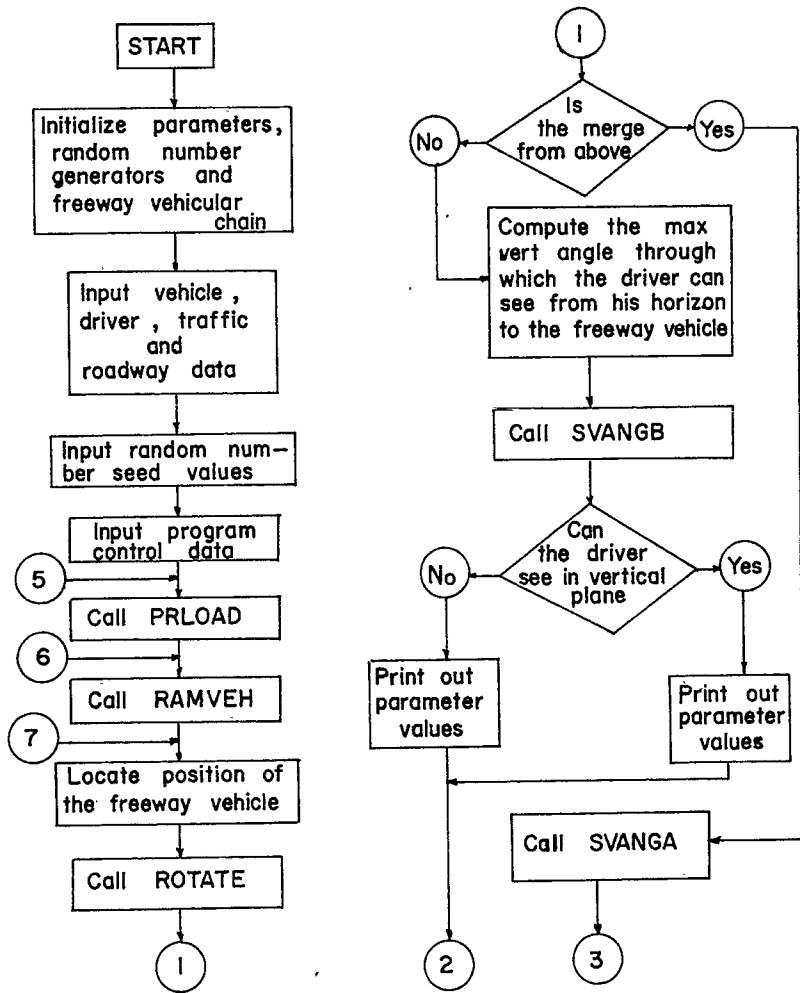 START
Initialize parameters,
random number
generators and
freeway vehicular
chain
Input vehicle,
driver, traffic
and
roadway data
Input random num-
ber seed values
Input program
control data
5
Call PRLOAD
6
Call RAMVEH
7
Locate position of
the freeway vehicle
Call ROTATE
1
1
Is
the merge
from above
No
Yes
Compute the max
vert angle through
which the driver can
see from his horizon
to the freeway vehicle
Call SVANGB
Can
the driver
see in vertical
plane
No
Yes
Print out
parameter
values
Print out
parameter
values
Call SVANGA
2
3